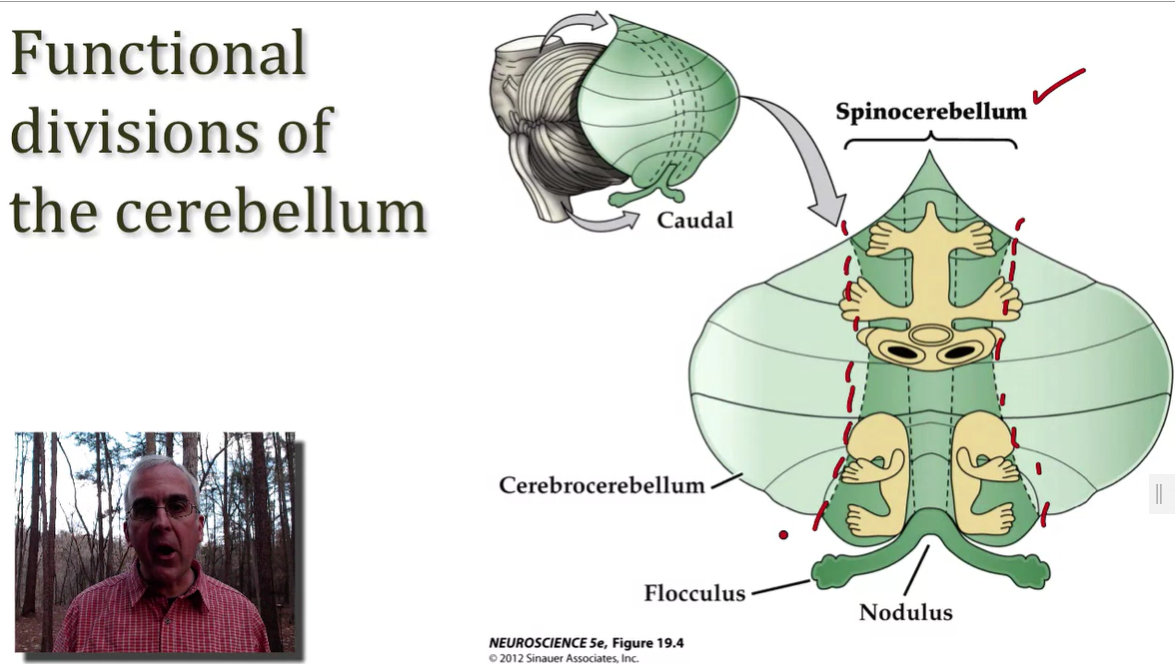 Functional
divisions of
the cerebellum
Caudal
Spinocerebellum
Cerebrocerebellum
Flocculus
Nodulus
NEUROSCIENCE 5e, Figure 19.4
© 2012 Sinauer Associates, Inc.